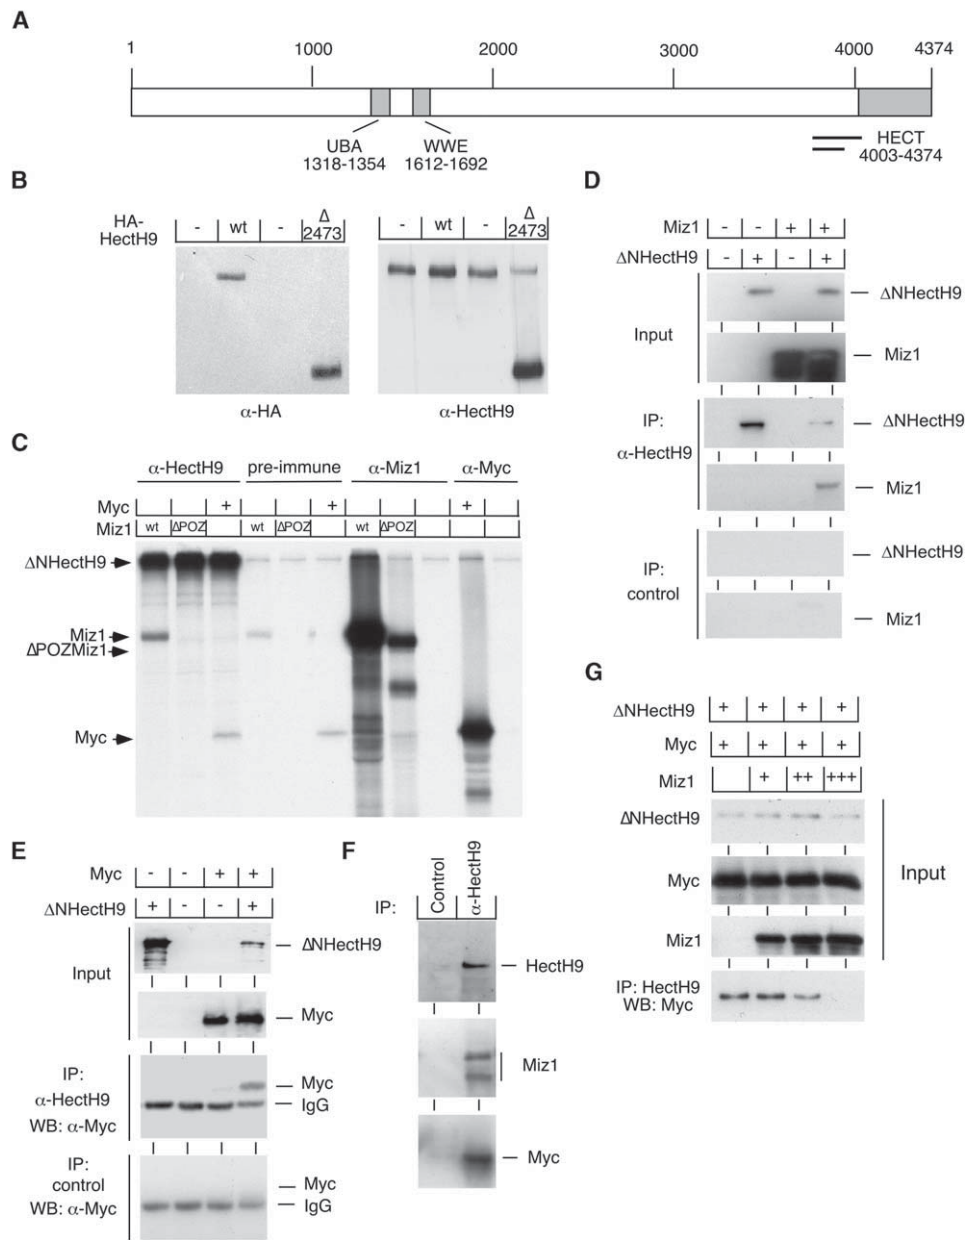 A
1 1000 2000 3000 4000 4374
UBA
1318-1354
WWE
1612-1692
HECT
4003-4374
B
HA-
HectH9
- wt - Δ
2473
- wt - Δ
2473
α-HA
α-HectH9
C
α-HectH9 pre-immune α-Miz1 α-Myc
Myc + + +
Miz1 wt ΔPOZ wt ΔPOZ wt ΔPOZ
ΔNHectH9
Miz1
ΔPOZMiz1
Myc
D
Miz1 - - + +
ΔNHectH9 - + - +
Input
ΔNHectH9
Miz1
IP:
α-HectH9
ΔNHectH9
Miz1
IP:
control
ΔNHectH9
Miz1
E
Myc - - + +
ΔNHectH9 + - - +
Input
ΔNHectH9
Myc
IP:
α-HectH9
WB: α-Myc
Myc
IgG
IP:
control
WB: α-Myc
Myc
IgG
F
IP:
Control
α-HectH9
HectH9
Miz1
Myc
G
ΔNHectH9 + + + +
Myc + + + +
Miz1 + ++ +++
ΔNHectH9
Myc
Miz1
Input
IP: HectH9
WB: Myc